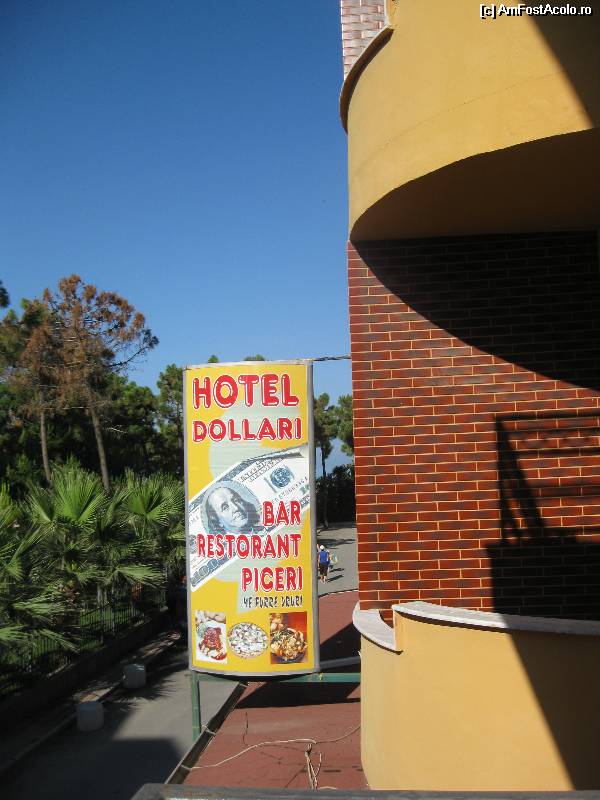 [c] AmFostAcolo.ro
HOTEL
DOLLARI
BAR
RESTORANT
PICERI